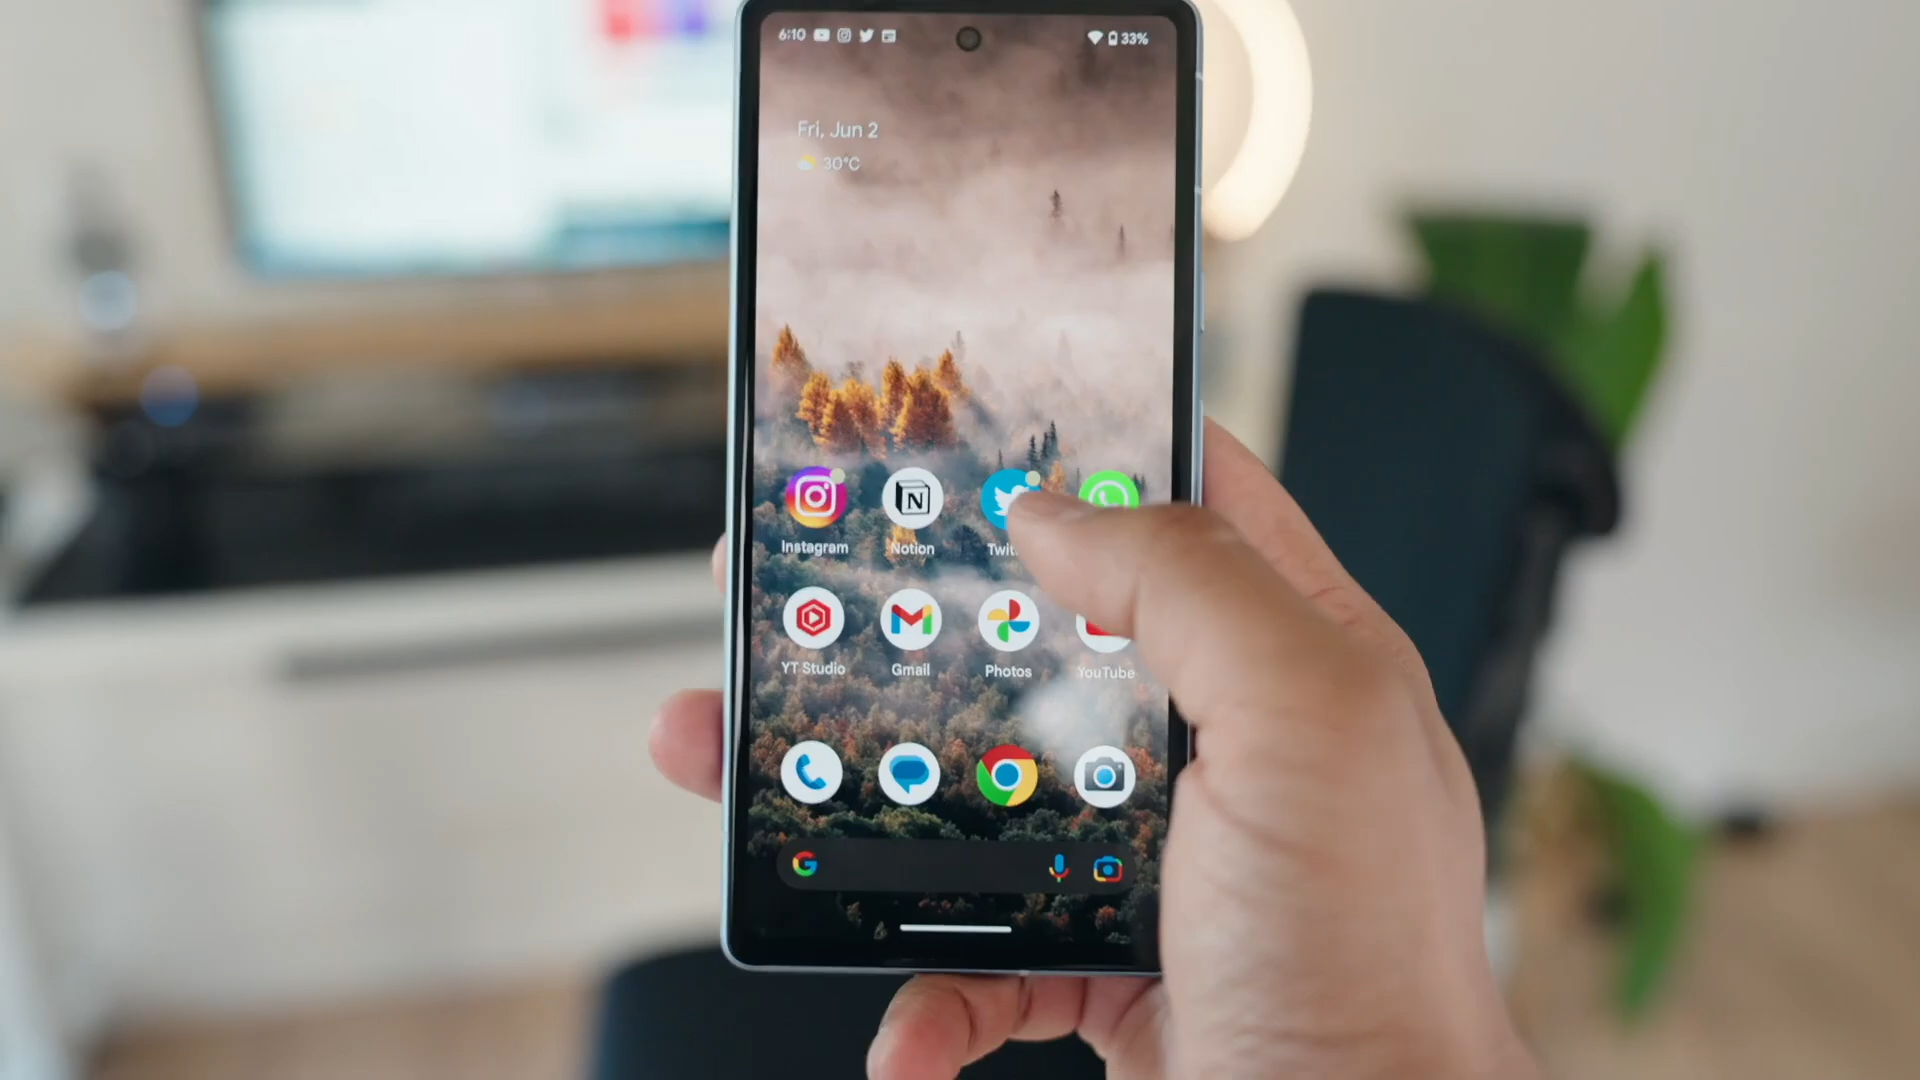 6:10 33%
Fri, Jun 2
30°C
N
Instagram Notion
YT Studio Gmail Photos YouTube
G